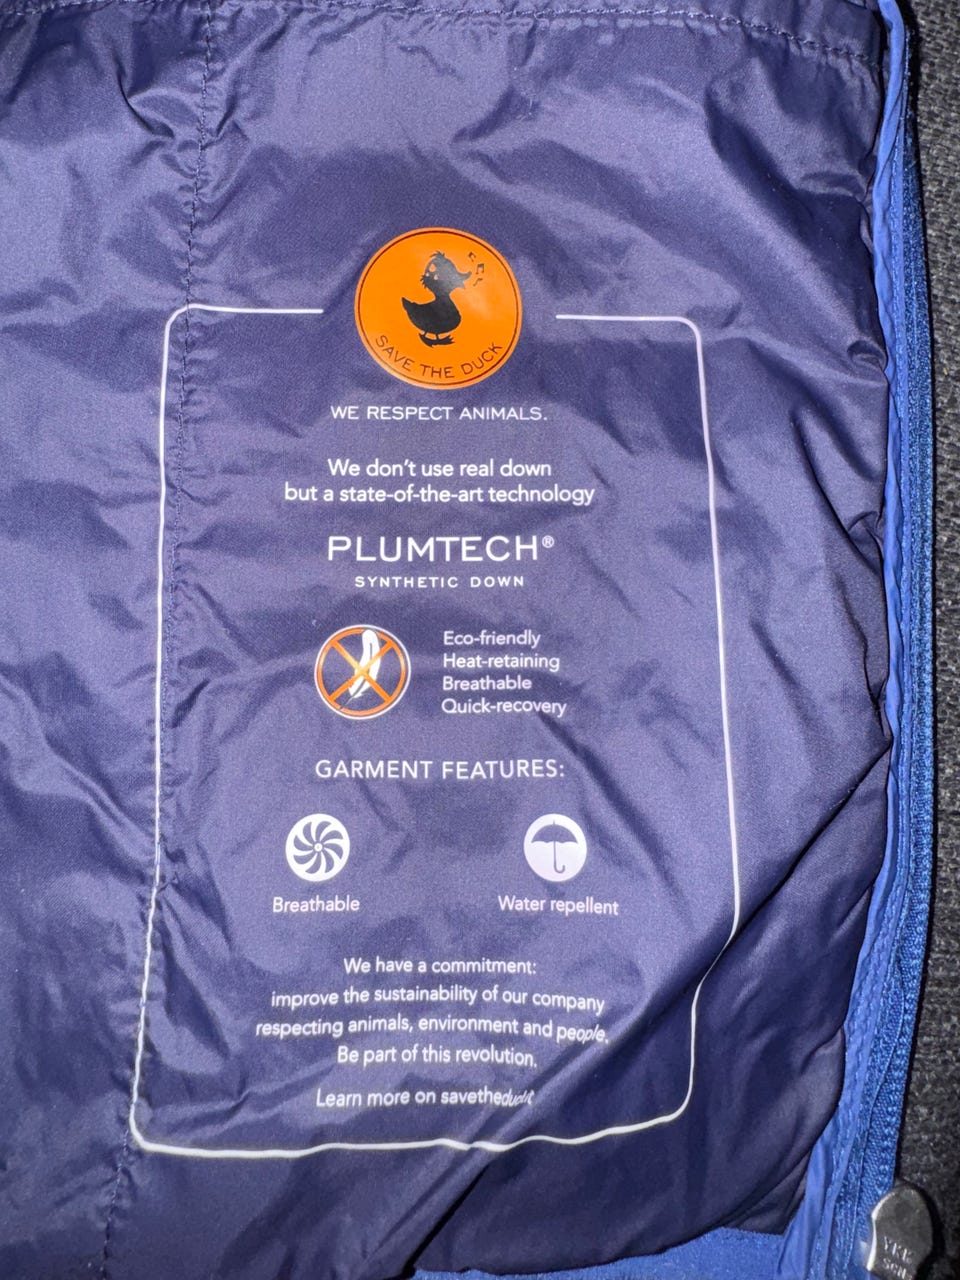 SAVE THE DUCK
WE RESPECT ANIMALS.
We don't use real down
but a state-of-the-art technology
PLUMTECH®
SYNTHETIC DOWN
Eco-friendly
Heat-retaining
Breathable
Quick-recovery
GARMENT FEATURES:
Breathable
Water repellent
We have a commitment:
improve the sustainability of our company
respecting animals, environment and people.
Be part of this revolution.
Learn more on savetheduck
YKK